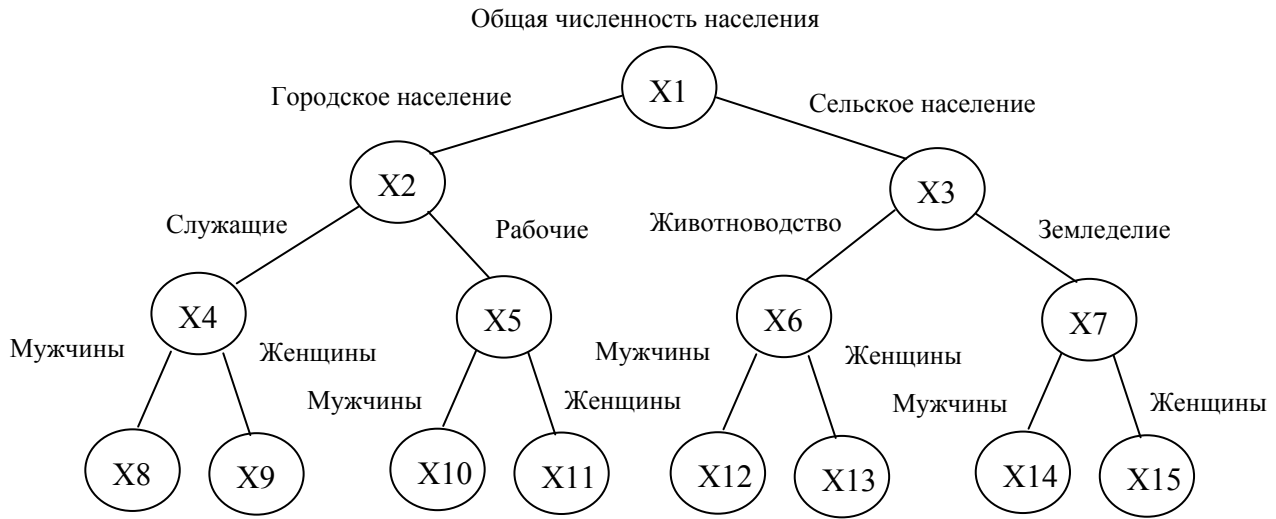 Общая численность населения
X1
Городское население
Сельское население
X2
X3
Служащие
Рабочие
Животноводство
Земледелие
X4
X5
X6
X7
Мужчины
Женщины
Мужчины
Женщины
Мужчины
Женщины
Мужчины
Женщины
X8
X9
X10
X11
X12
X13
X14
X15